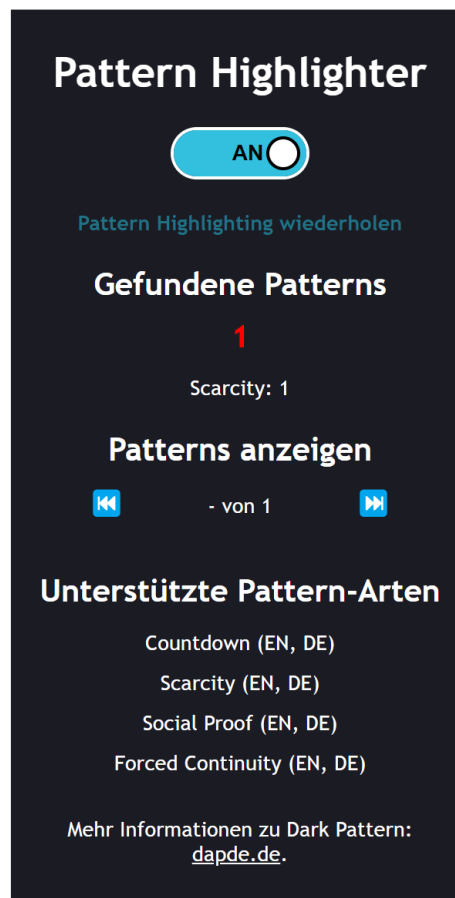 Pattern Highlighter
AN
Pattern Highlighting wiederholen
Gefundene Patterns
1
Scarcity: 1
Patterns anzeigen
- von 1
Unterstützte Pattern-Arten
Countdown (EN, DE)
Scarcity (EN, DE)
Social Proof (EN, DE)
Forced Continuity (EN, DE)
Mehr Informationen zu Dark Pattern:
dapde.de.